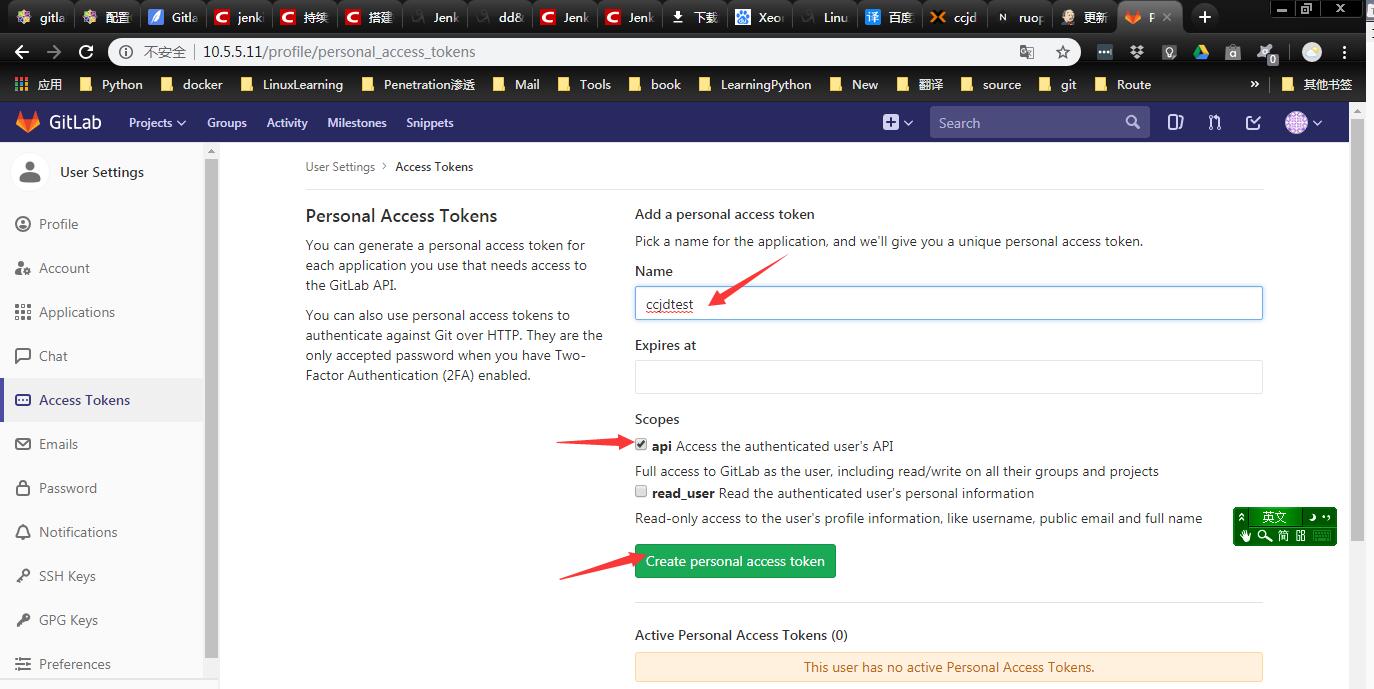 gitla
配置
Gitla
jenki
持续
搭建
Jenk
dd&
Jenk
Jenk
下载
Xeor
Linu
百度
ccjd
ruop
更新
P
不安全 10.5.5.11/profile/personal_access_tokens
0
应用 Python docker LinuxLearning Penetration渗透 Mail Tools book LearningPython New 翻译 source git Route » 其他书签
GitLab Projects Groups Activity Milestones Snippets Search
User Settings
Profile
Account
Applications
Chat
Access Tokens
Emails
Password
Notifications
SSH Keys
GPG Keys
Preferences
User Settings > Access Tokens
Personal Access Tokens
You can generate a personal access token for
each application you use that needs access to
the GitLab API.
You can also use personal access tokens to
authenticate against Git over HTTP. They are the
only accepted password when you have Two-
Factor Authentication (2FA) enabled.
Add a personal access token
Pick a name for the application, and we'll give you a unique personal access token.
Name
ccjdtest
Expires at
Scopes
api Access the authenticated user's API
Full access to GitLab as the user, including read/write on all their groups and projects
read_user Read the authenticated user's personal information
Read-only access to the user's profile information, like username, public email and full name
Create personal access token
Active Personal Access Tokens (0)
This user has no active Personal Access Tokens.
英文
简